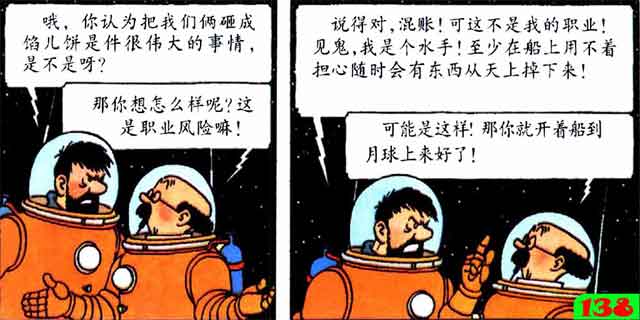 哦，你认为把我们俩砸成
馅儿饼是件很伟大的事情，
是不是呀？
那你想怎么样呢？这
是职业风险嘛！
说得对，混账！可这不是我的职业！
见鬼，我是个水手！至少在船上用不着
担心随时会有东西从天上掉下来！
可能是这样！那你就开着船到
月球上来好了！
138